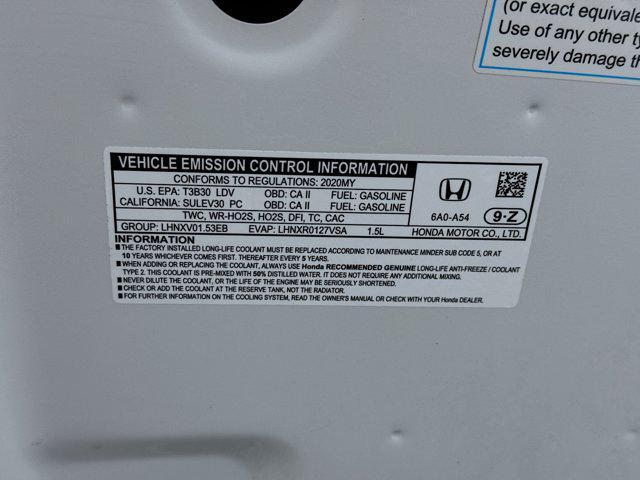 (or exact equivale
Use of any other ty
severely damage th
VEHICLE EMISSION CONTROL INFORMATION
CONFORMS TO REGULATIONS: 2020MY
U.S. EPA: T3B30 LDV OBD: CA II FUEL: GASOLINE
CALIFORNIA: SULEV30 PC OBD: CA II FUEL: GASOLINE
TWC, WR-HO2S, HO2S, DFI, TC, CAC
6A0-A54 9·Z
GROUP: LHNXV01.53EB EVAP: LHNXR0127VSA 1.5L HONDA MOTOR CO., LTD.
INFORMATION
■ THE FACTORY INSTALLED LONG-LIFE COOLANT MUST BE REPLACED ACCORDING TO MAINTENANCE MINDER SUB CODE 5, OR AT
10 YEARS WHICHEVER COMES FIRST. THEREAFTER EVERY 5 YEARS.
■ WHEN ADDING OR REPLACING THE COOLANT, ALWAYS USE Honda RECOMMENDED GENUINE LONG-LIFE ANTI-FREEZE / COOLANT
TYPE 2. THIS COOLANT IS PRE-MIXED WITH 50% DISTILLED WATER. IT DOES NOT REQUIRE ANY ADDITIONAL MIXING.
■ NEVER DILUTE THE COOLANT, OR THE LIFE OF THE ENGINE MAY BE SERIOUSLY SHORTENED.
■ CHECK OR ADD THE COOLANT AT THE RESERVE TANK, NOT THE RADIATOR.
■ FOR FURTHER INFORMATION ON THE COOLING SYSTEM, READ THE OWNER'S MANUAL OR CHECK WITH YOUR Honda DEALER.